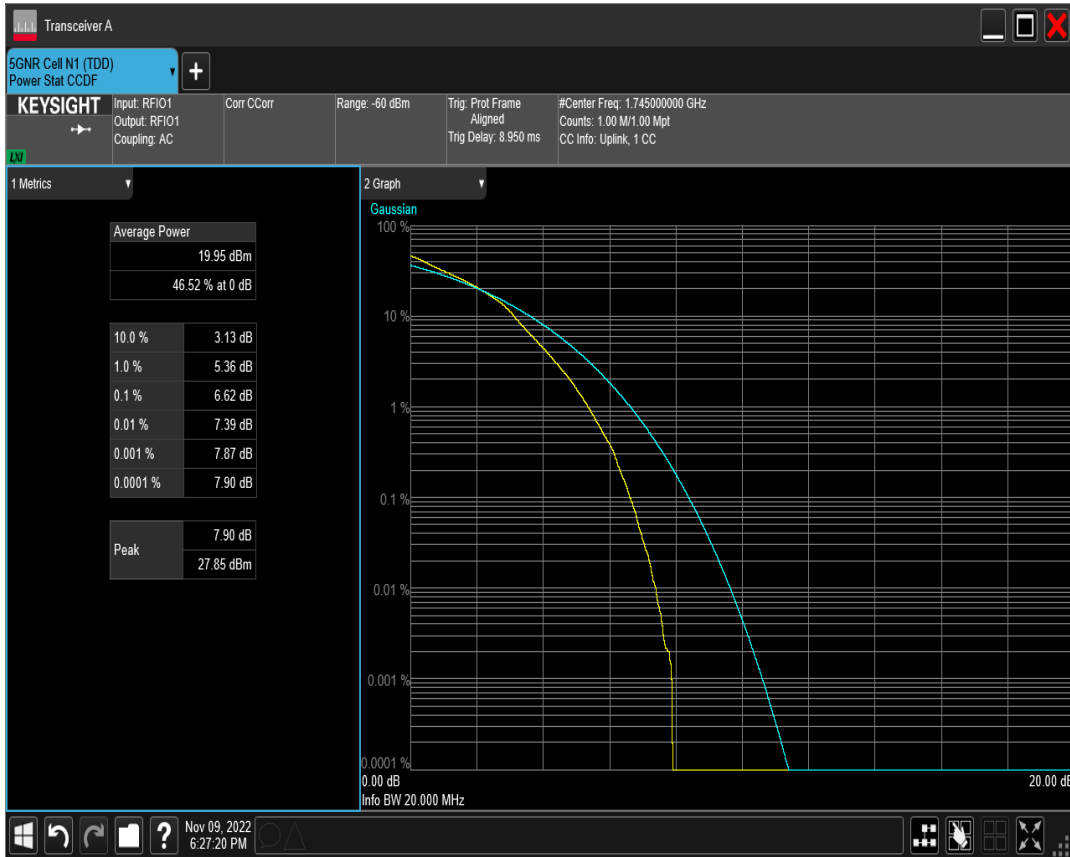 Transceiver A
5GNR Cell N1 (TDD)
Power Stat CCDF
KEYSIGHT
LXI
Input: RFIO1
Output: RFIO1
Coupling: AC
Corr CCorr
Range: -60 dBm
Trig: Prot Frame
Aligned
Trig Delay: 8.950 ms
#Center Freq: 1.745000000 GHz
Counts: 1.00 M/1.00 Mpt
CC Info: Uplink, 1 CC
1 Metrics
Average Power
19.95 dBm
46.52 % at 0 dB
10.0 % 3.13 dB
1.0 % 5.36 dB
0.1 % 6.62 dB
0.01 % 7.39 dB
0.001 % 7.87 dB
0.0001 % 7.90 dB
Peak
7.90 dB
27.85 dBm
2 Graph
Gaussian
100 %
10 %
1 %
0.1 %
0.01 %
0.001 %
0.0001 %
0.00 dB
20.00 dB
Info BW 20.000 MHz
?
Nov 09, 2022
6:27:20 PM